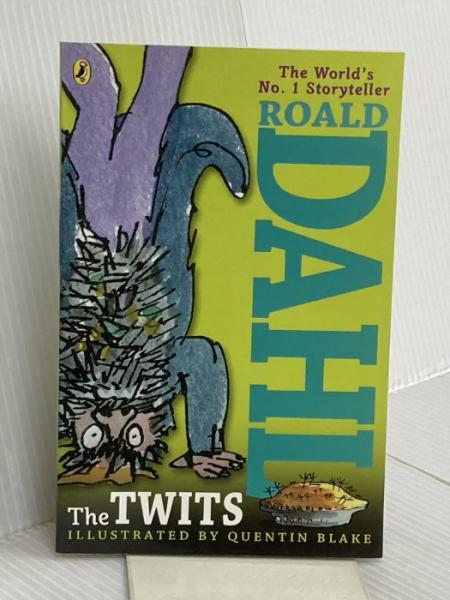 The World's
No. 1 Storyteller
ROALD
DAHL
The TWITS
ILLUSTRATED BY QUENTIN BLAKE